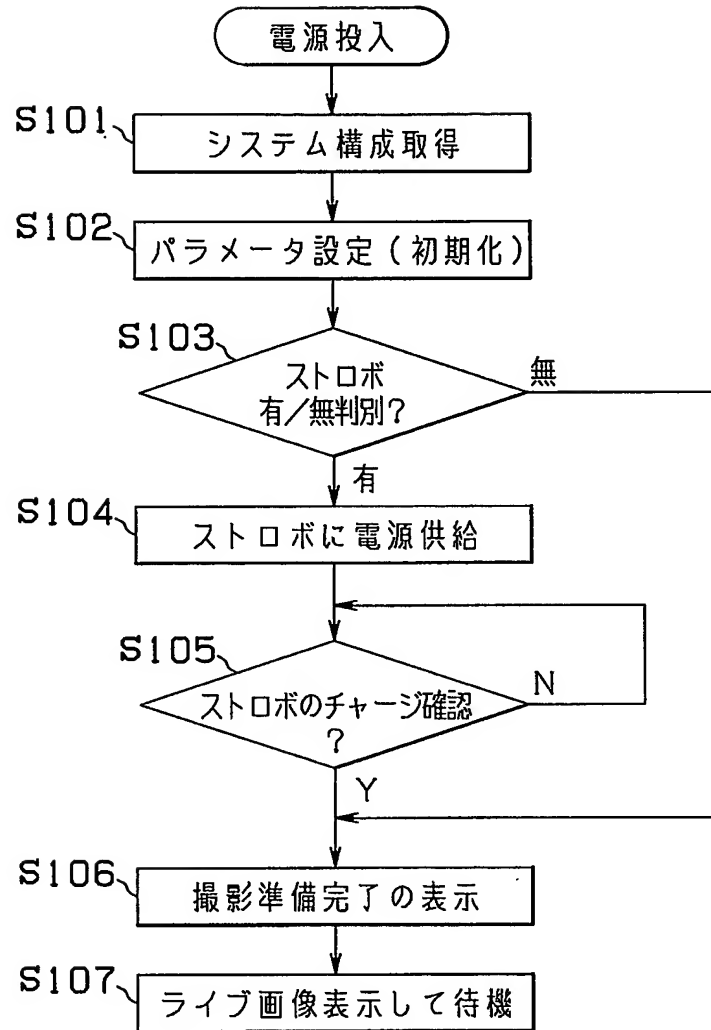 電源投入
S101
システム構成取得
S102
パラメータ設定(初期化)
S103
ストロボ
有/無判別?
無
有
S104
ストロボに電源供給
S105
ストロボのチャージ確認
?
N
Y
S106
撮影準備完了の表示
S107
ライブ画像表示して待機